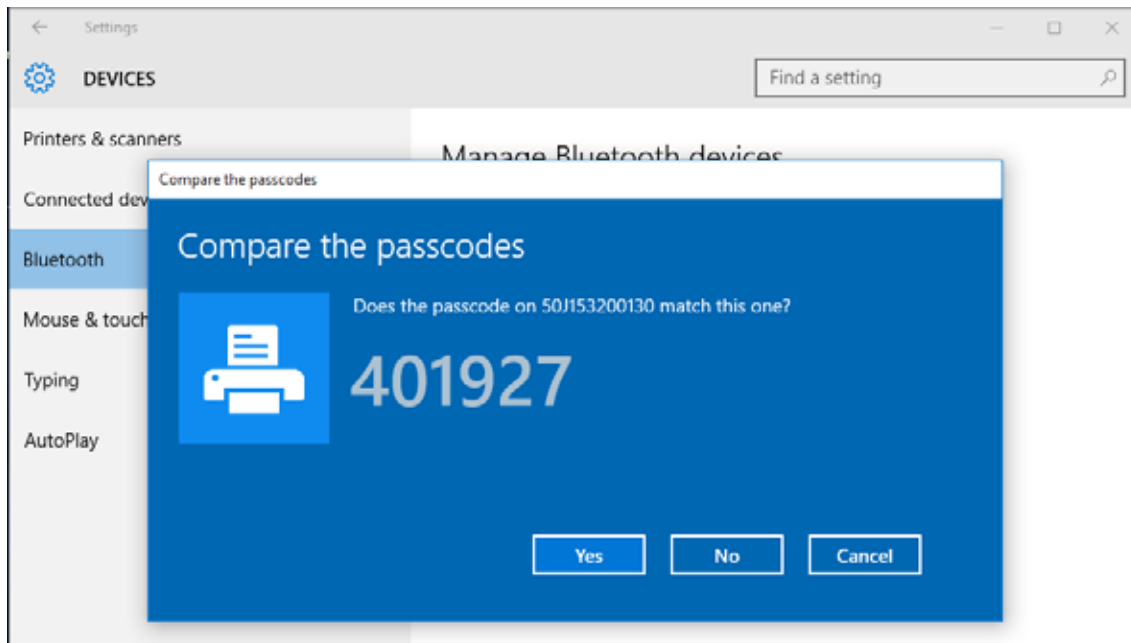 Settings
DEVICES
Find a setting
Printers & scanners
Manage Bluetooth devices
Connected dev
Bluetooth
Mouse & touch
Typing
AutoPlay
Compare the passcodes
Compare the passcodes
Does the passcode on 50J153200130 match this one?
401927
Yes No Cancel